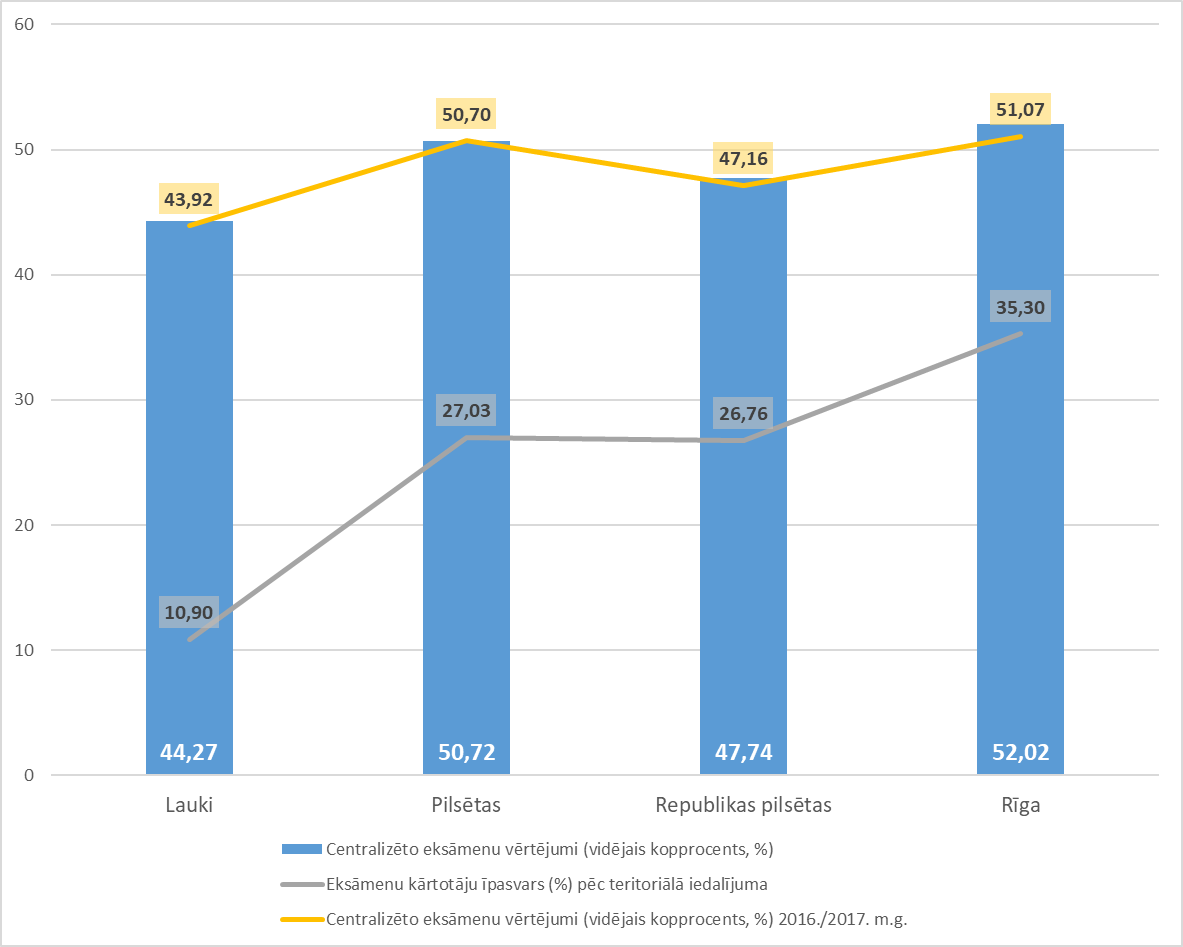 60
50
40
30
20
10
0
43,92
50,70
47,16
51,07
10,90
27,03
26,76
35,30
44,27
50,72
47,74
52,02
Lauki
Pilsētas
Republikas pilsētas
Rīga
Centralizēto eksāmenu vērtējumi (vidējais kopprocents, %)
Eksāmenu kārtotāju īpasvars (%) pēc teritoriālā iedalījuma
Centralizēto eksāmenu vērtējumi (vidējais kopprocents, %) 2016./2017. m.g.